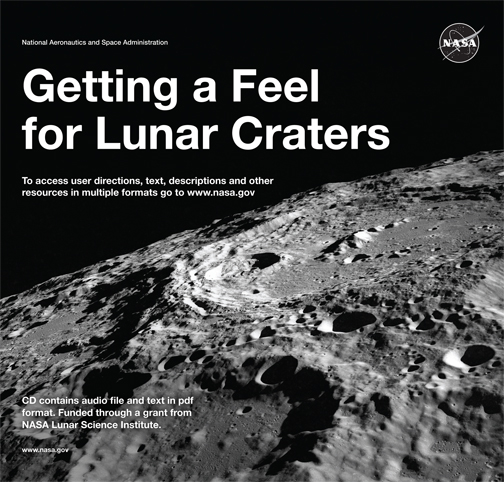 National Aeronautics and Space Administration
NASA
Getting a Feel
for Lunar Craters
To access user directions, text, descriptions and other
resources in multiple formats go to www.nasa.gov
CD contains audio file and text in pdf
format. Funded through a grant from
NASA Lunar Science Institute.
www.nasa.gov